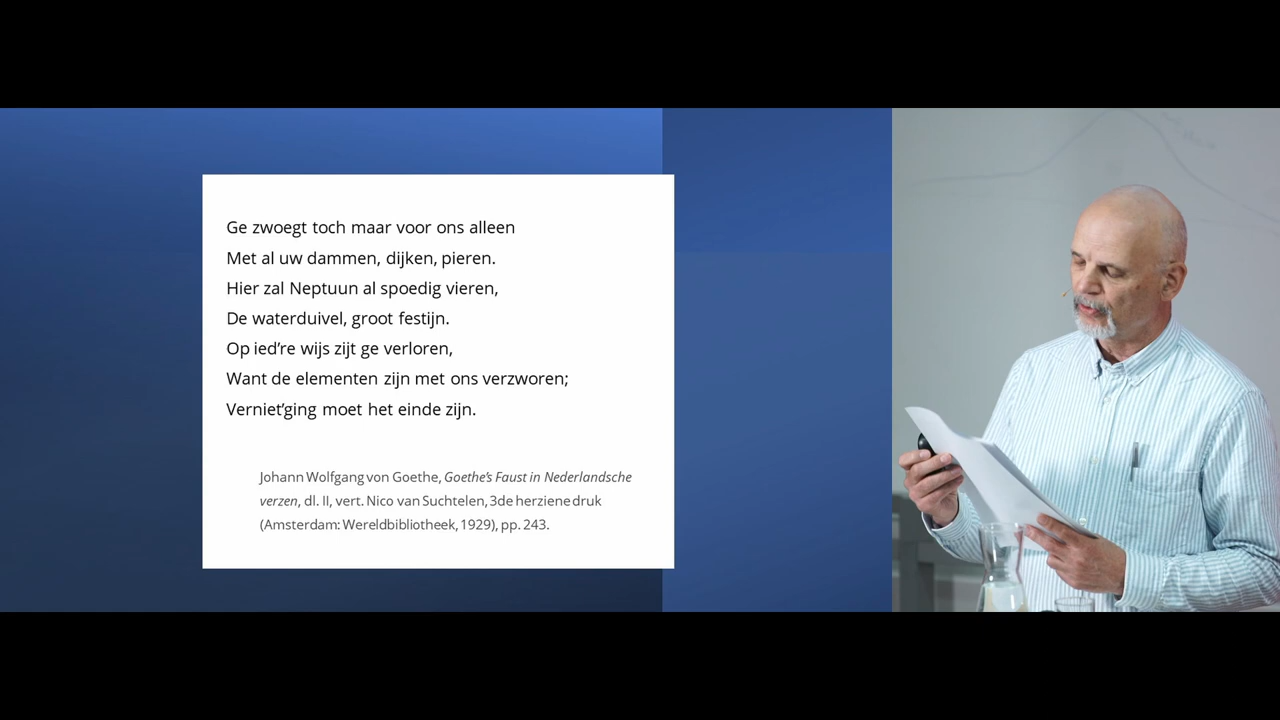 Ge zwoegt toch maar voor ons alleen
Met al uw dammen, dijken, pieren.
Hier zal Neptuun al spoedig vieren,
De waterduivel, groot festijn.
Op ied’re wijs zijt ge verloren,
Want de elementen zijn met ons verzworen;
Verniet’ging moet het einde zijn.
Johann Wolfgang von Goethe, Goethe’s Faust in Nederlandsche
verzen, dl. II, vert. Nico van Suchtelen, 3de herziene druk
(Amsterdam: Wereldbibliotheek, 1929), pp. 243.